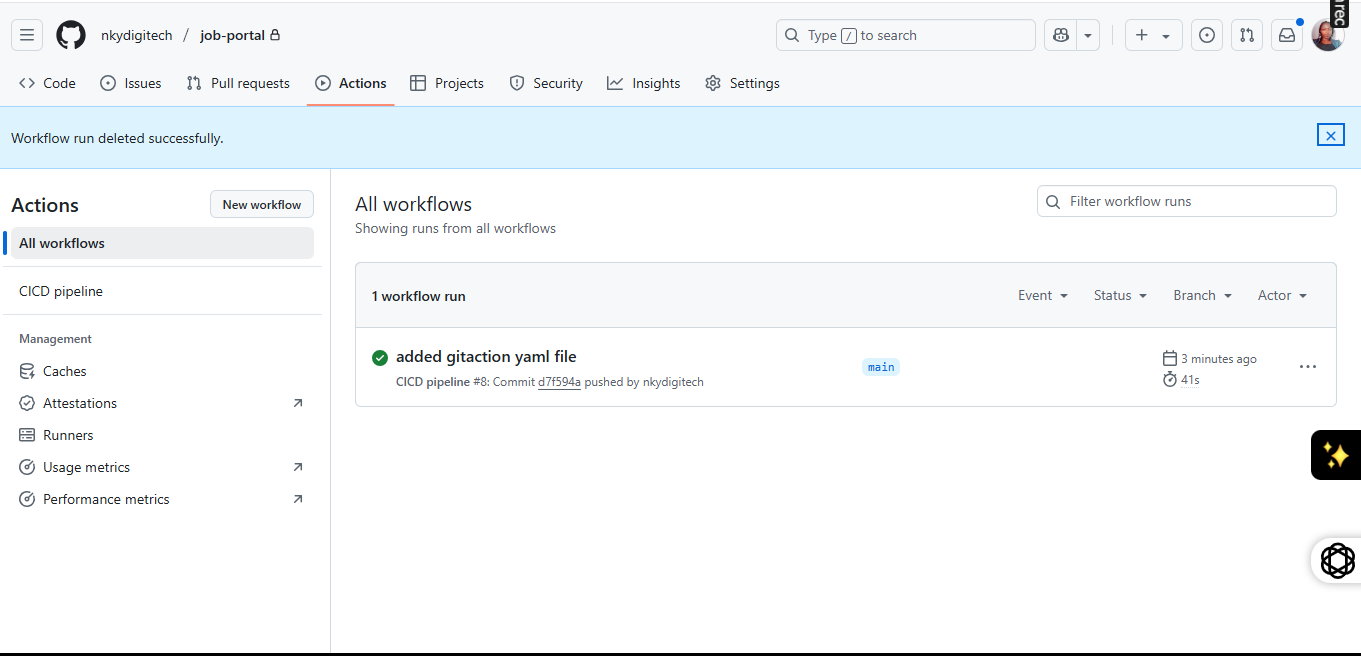 nkydigitech / job-portal
Type / to search
Code
Issues
Pull requests
Actions
Projects
Security
Insights
Settings
Workflow run deleted successfully.
Actions
New workflow
All workflows
CICD pipeline
Management
Caches
Attestations
Runners
Usage metrics
Performance metrics
All workflows
Showing runs from all workflows
Filter workflow runs
1 workflow run
Event
Status
Branch
Actor
added gitaction yaml file
CICD pipeline #8: Commit d7f594a pushed by nkydigitech
main
3 minutes ago
41s